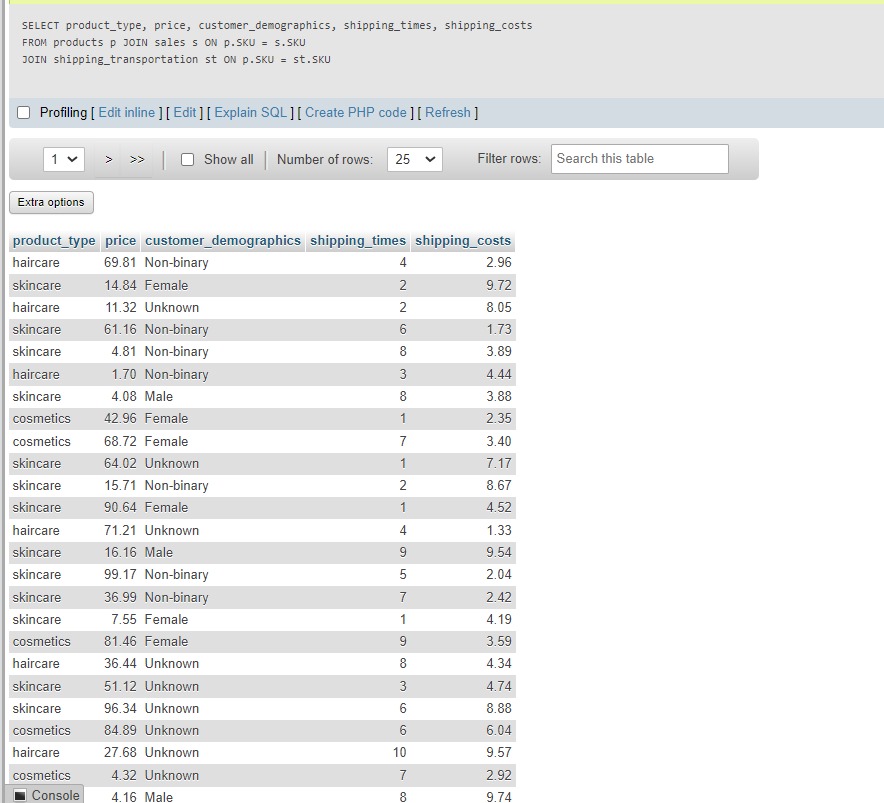 SELECT product_type, price, customer_demographics, shipping_times, shipping_costs
FROM products p JOIN sales s ON p.SKU = s.SKU
JOIN shipping_transportation st ON p.SKU = st.SKU
Profiling [ Edit inline ] [ Edit ] [ Explain SQL ] [ Create PHP code ] [ Refresh ]
1 > >> | Show all | Number of rows: 25 Filter rows: Search this table
Extra options
product_type price customer_demographics shipping_times shipping_costs
haircare 69.81 Non-binary 4 2.96
skincare 14.84 Female 2 9.72
haircare 11.32 Unknown 2 8.05
skincare 61.16 Non-binary 6 1.73
skincare 4.81 Non-binary 8 3.89
haircare 1.70 Non-binary 3 4.44
skincare 4.08 Male 8 3.88
cosmetics 42.96 Female 1 2.35
cosmetics 68.72 Female 7 3.40
skincare 64.02 Unknown 1 7.17
skincare 15.71 Non-binary 2 8.67
skincare 90.64 Female 1 4.52
haircare 71.21 Unknown 4 1.33
skincare 16.16 Male 9 9.54
skincare 99.17 Non-binary 5 2.04
skincare 36.99 Non-binary 7 2.42
skincare 7.55 Female 1 4.19
cosmetics 81.46 Female 9 3.59
haircare 36.44 Unknown 8 4.34
skincare 51.12 Unknown 3 4.74
skincare 96.34 Unknown 6 8.88
cosmetics 84.89 Unknown 6 6.04
haircare 27.68 Unknown 10 9.57
cosmetics 4.32 Unknown 7 2.92
Console 4.16 Male 8 9.74